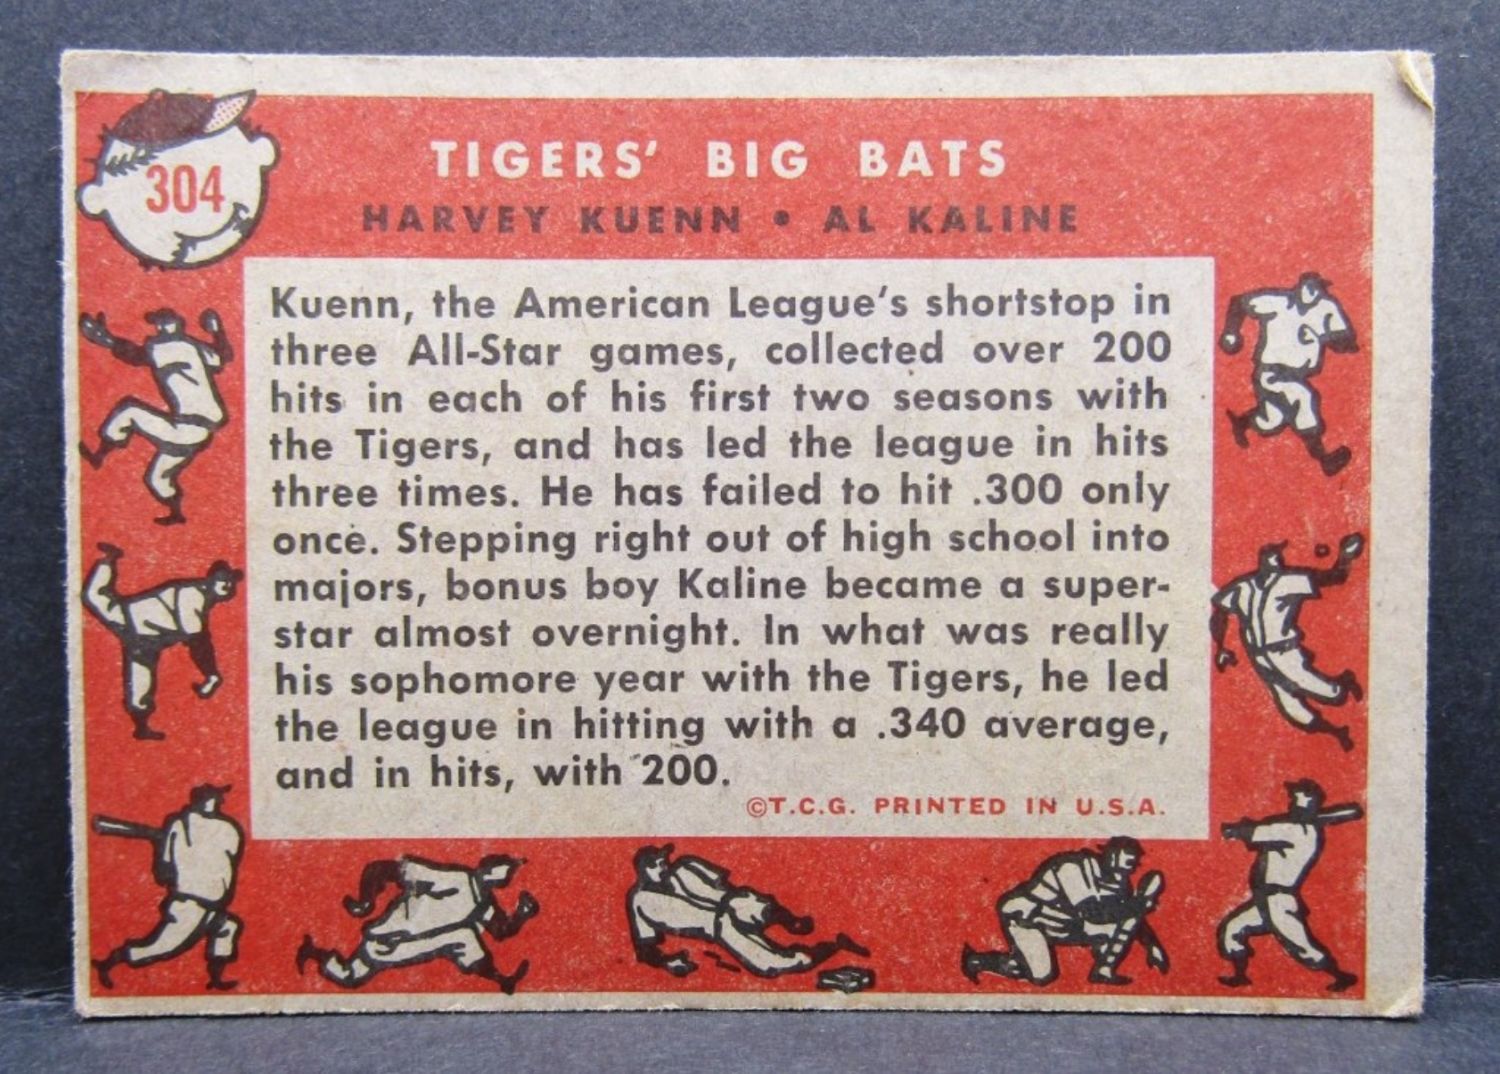 304
TIGERS' BIG BATS
HARVEY KUENN • AL KALINE
Kuenn, the American League's shortstop in
three All-Star games, collected over 200
hits in each of his first two seasons with
the Tigers, and has led the league in hits
three times. He has failed to hit .300 only
once. Stepping right out of high school into
majors, bonus boy Kaline became a super-
star almost overnight. In what was really
his sophomore year with the Tigers, he led
the league in hitting with a .340 average,
and in hits, with 200.
©T.C.G. PRINTED IN U.S.A.